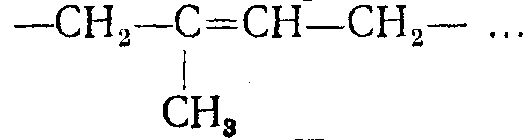 —CH₂—C=CH—CH₂— ...
|
CH₃